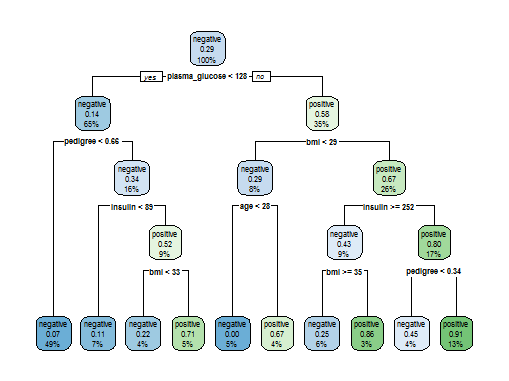 negative
0.29
100%
yes plasma_glucose < 128 no
negative
0.14
65%
positive
0.58
35%
pedigree < 0.66
bmi < 29
negative
0.34
16%
negative
0.29
8%
positive
0.67
26%
insulin < 89
age < 28
insulin >= 252
positive
0.52
9%
negative
0.43
9%
positive
0.80
17%
bmi < 33
bmi >= 35
pedigree < 0.34
negative
0.07
49%
negative
0.11
7%
negative
0.22
4%
positive
0.71
5%
negative
0.00
5%
positive
0.67
4%
negative
0.25
6%
positive
0.86
3%
negative
0.45
4%
positive
0.91
13%